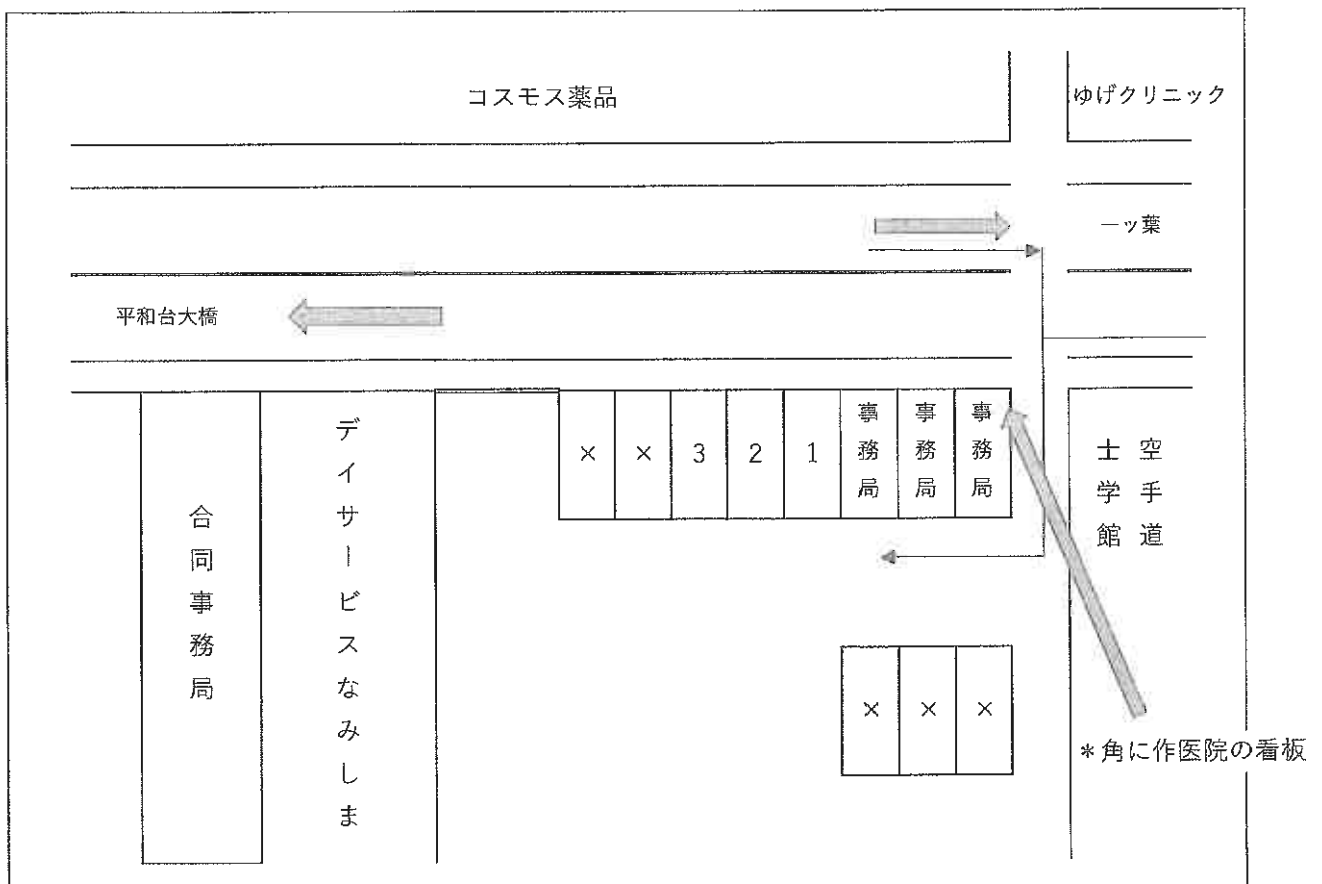 コスモス薬品
ゆげクリニック
一ッ葉
平和台大橋
合同事務局
デイサービスなみしま
×
×
3
2
1
事務局
事務局
事務局
空手道
士学館
×
×
×
*角に作医院の看板